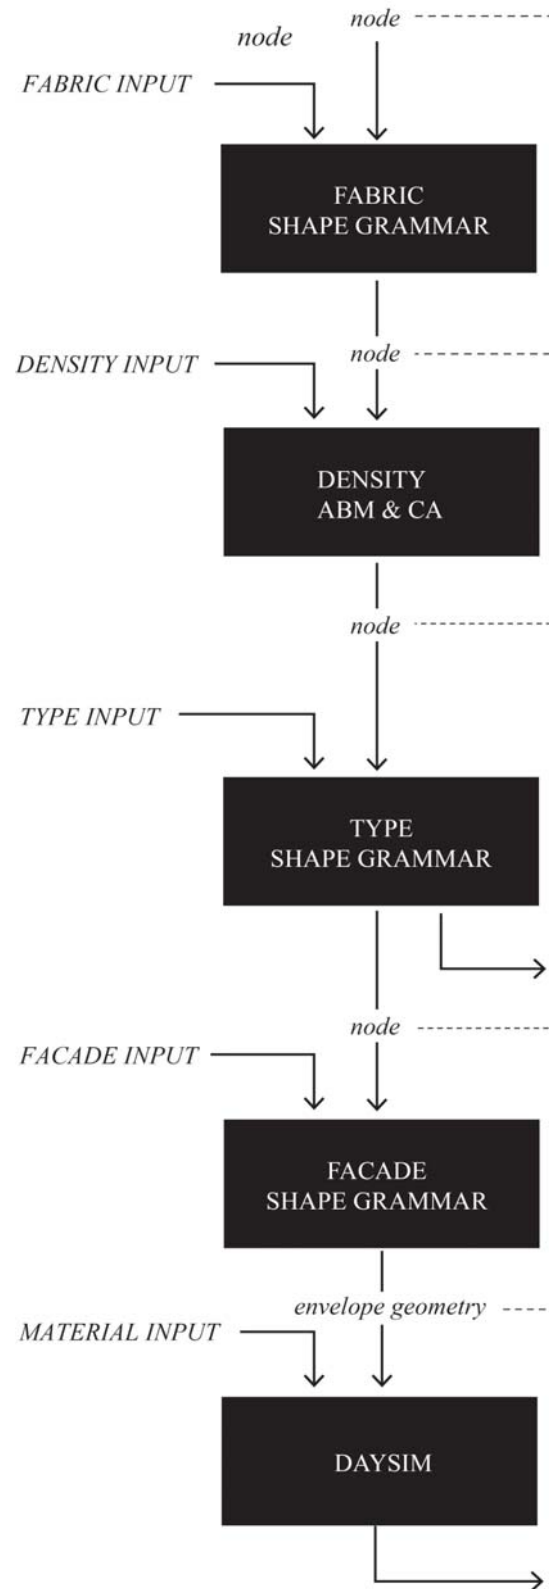 node
node
FABRIC INPUT
FABRIC
SHAPE GRAMMAR
DENSITY INPUT
node
DENSITY
ABM & CA
node
TYPE INPUT
TYPE
SHAPE GRAMMAR
node
FACADE INPUT
FACADE
SHAPE GRAMMAR
envelope geometry
MATERIAL INPUT
DAYSIM